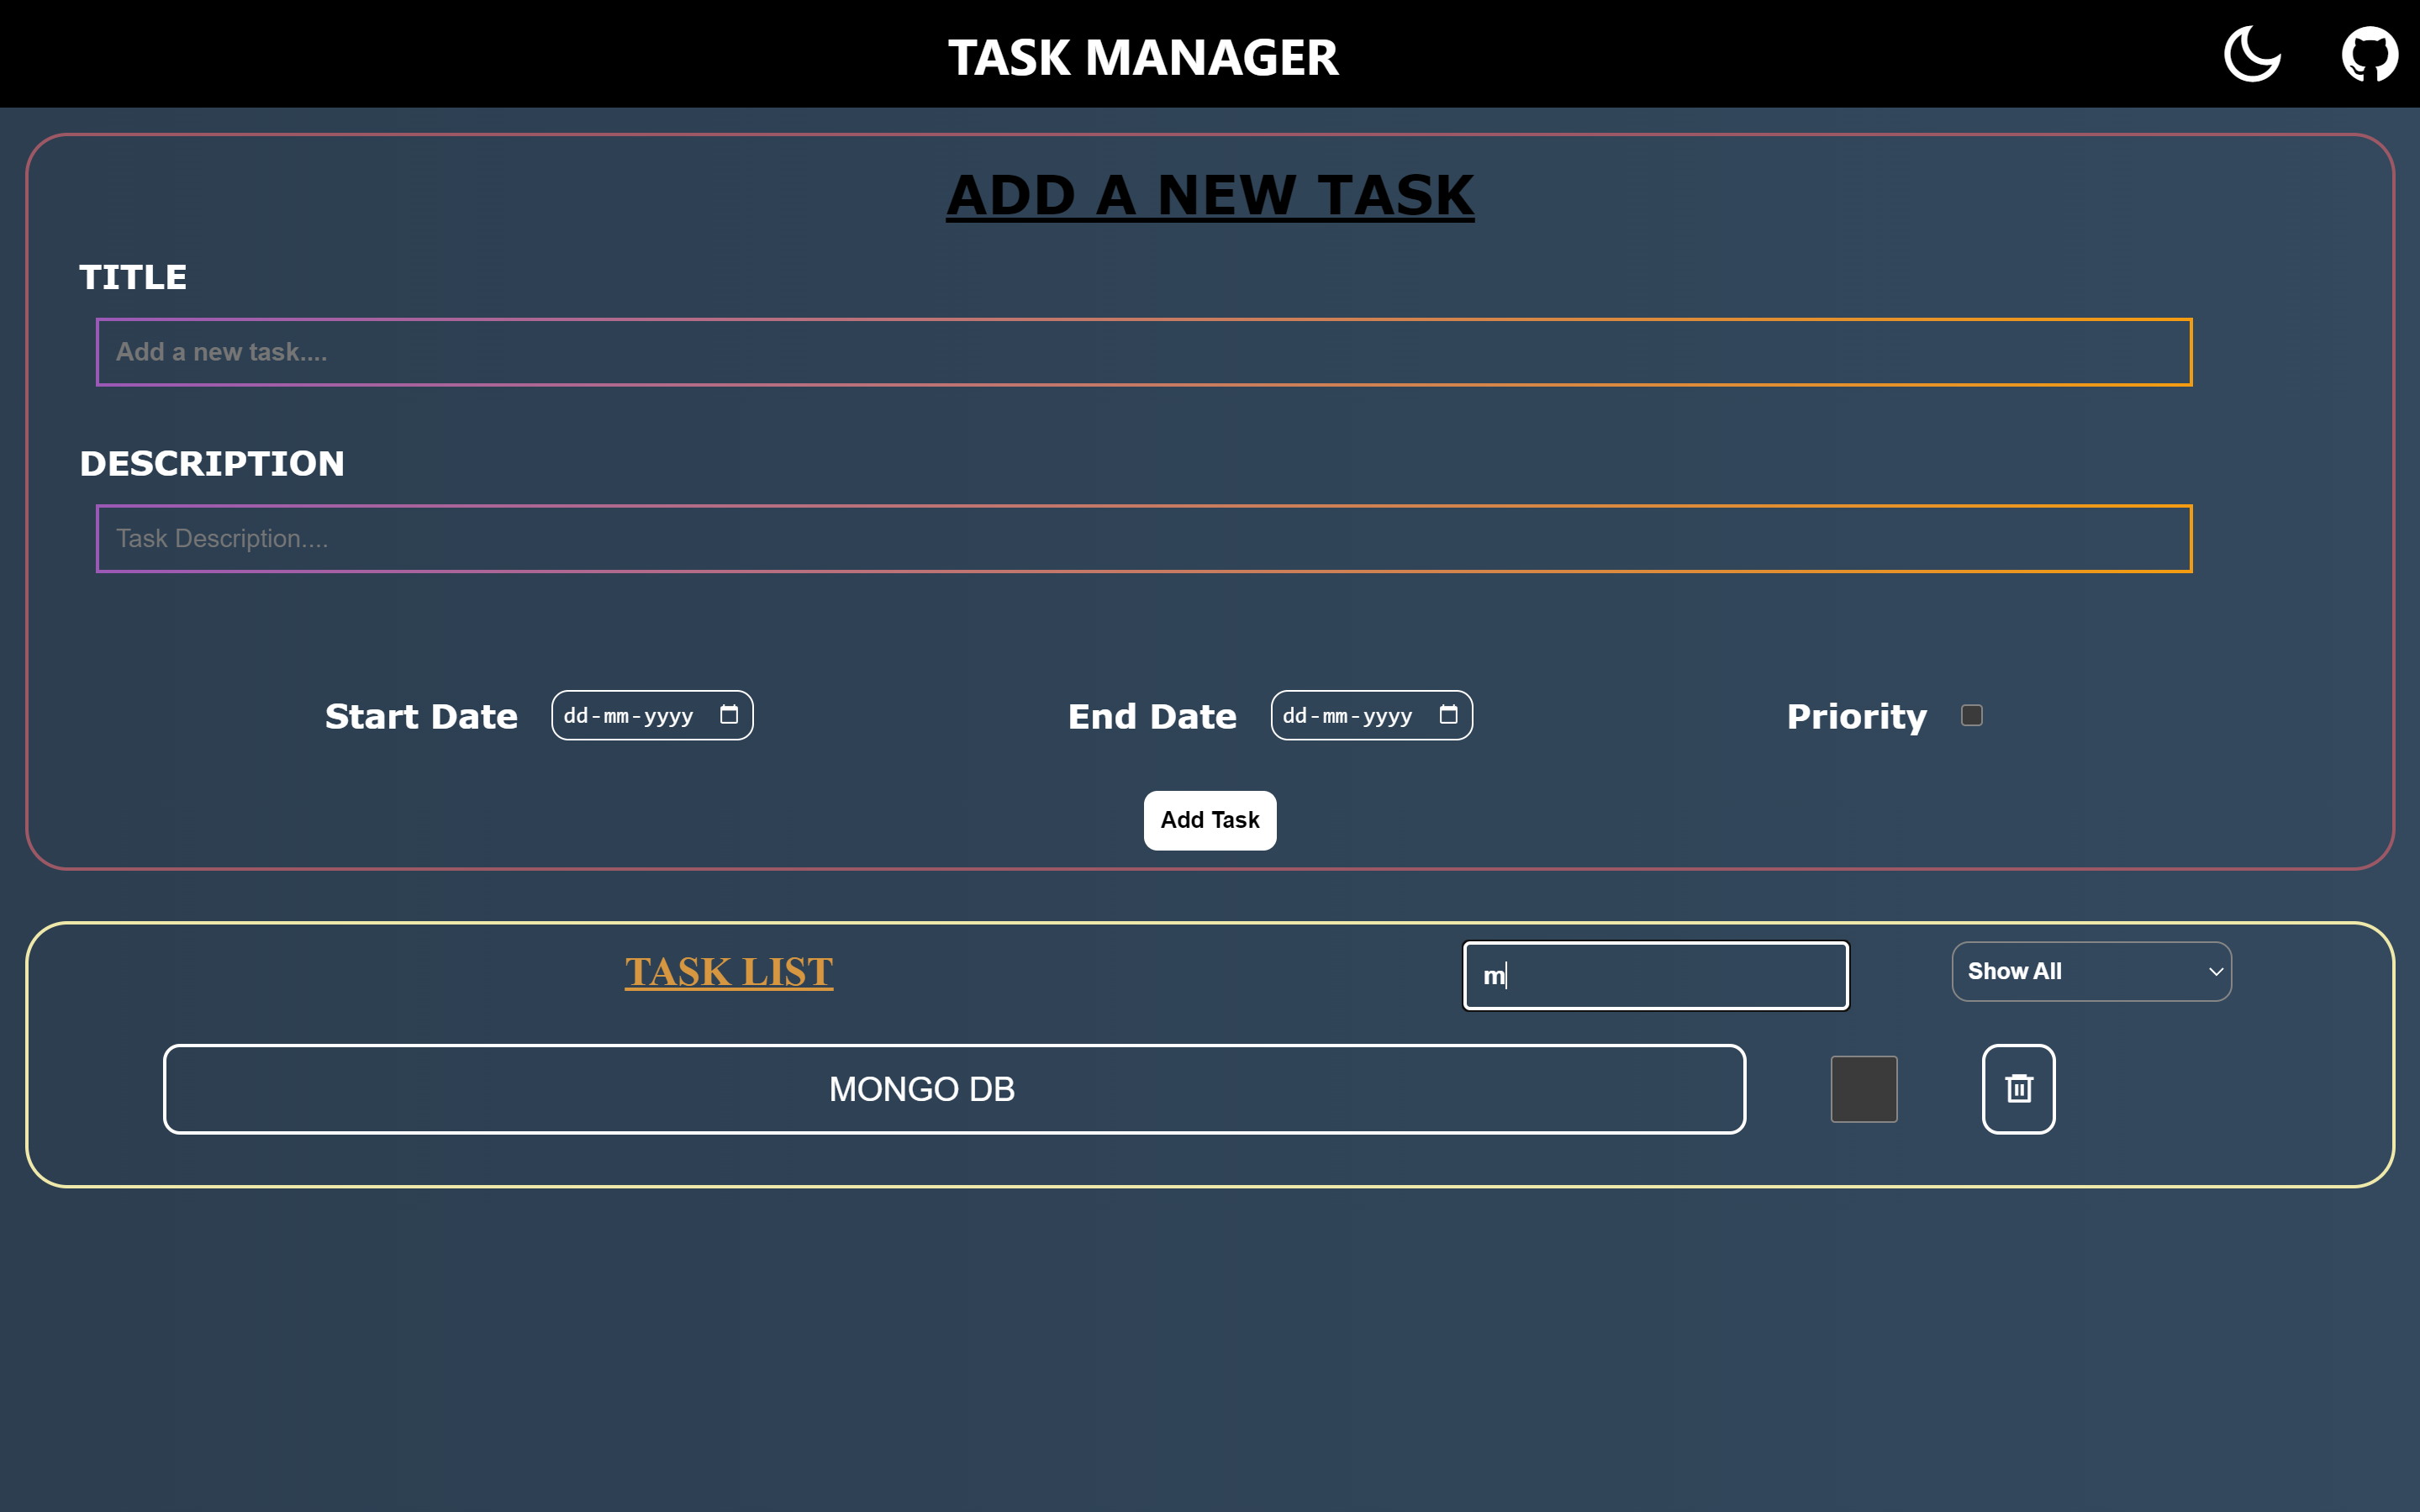 TASK MANAGER
ADD A NEW TASK
TITLE
Add a new task....
DESCRIPTION
Task Description....
Start Date dd-mm-yyyy End Date dd-mm-yyyy Priority
Add Task
TASK LIST m Show All
MONGO DB